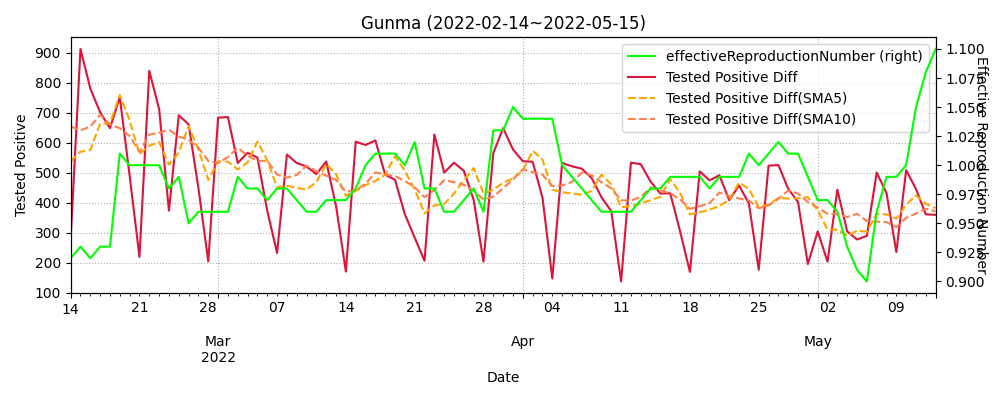 Gunma (2022-02-14~2022-05-15)
effectiveReproductionNumber (right)
Tested Positive Diff
Tested Positive Diff(SMA5)
Tested Positive Diff(SMA10)
Tested Positive
900
800
700
600
500
400
300
200
100
1.100
1.075
1.050
1.025
1.000
0.975
0.950
0.925
0.900
Effective Reproduction Number
14 21 28 07 14 21 28 04 11 18 25 02 09
Mar Apr May
2022
Date